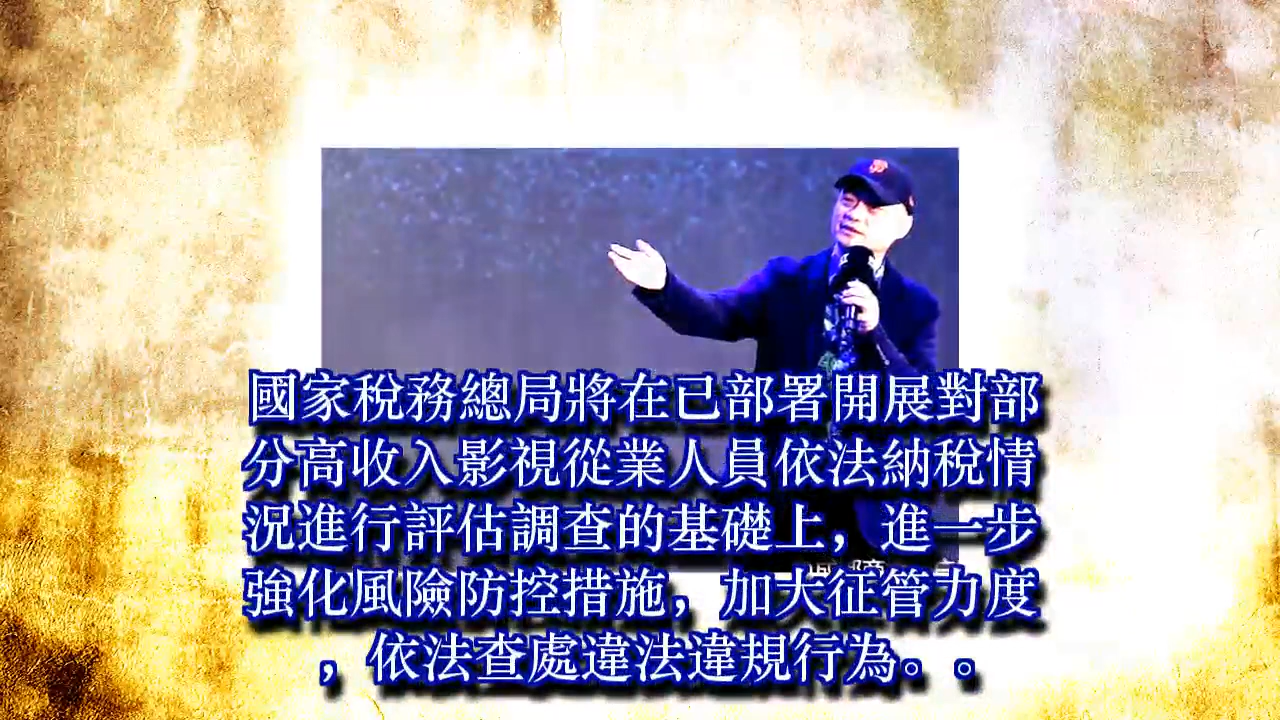 國家稅務總局將在已部署開展對部
分高收入影視從業人員依法納稅情
況進行評估調查的基礎上，進一步
強化風險防控措施，加大征管力度
，依法查處違法違規行為。。